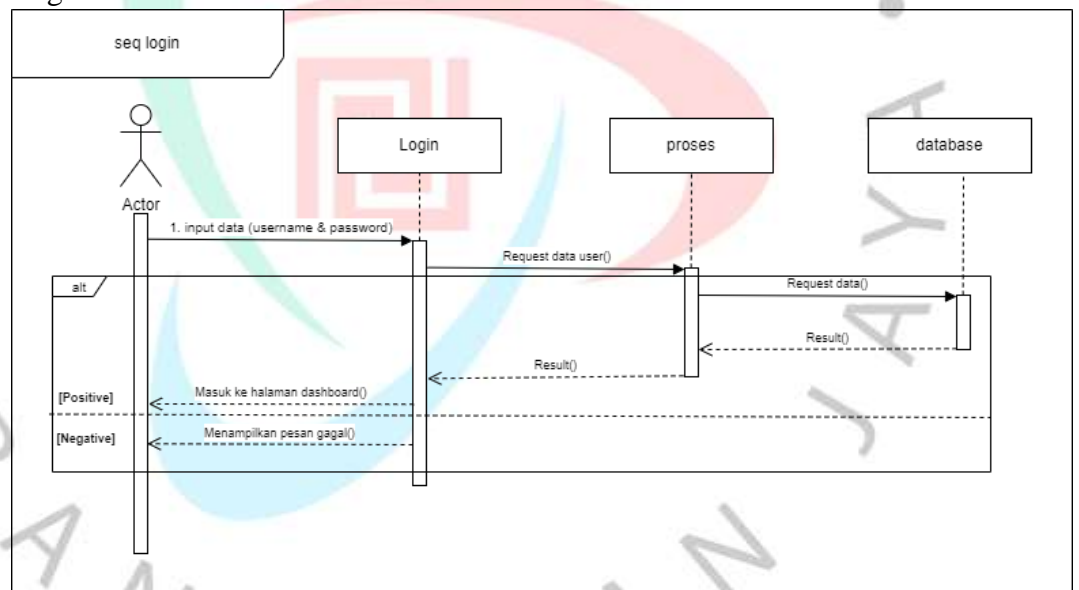 seq login
Login
proses
database
Actor
1. input data (username & password)
Request data user()
alt
Request data()
Result()
Result()
[Positive]
Masuk ke halaman dashboard()
[Negative]
Menampilkan pesan gagal()
J A Y A
A N